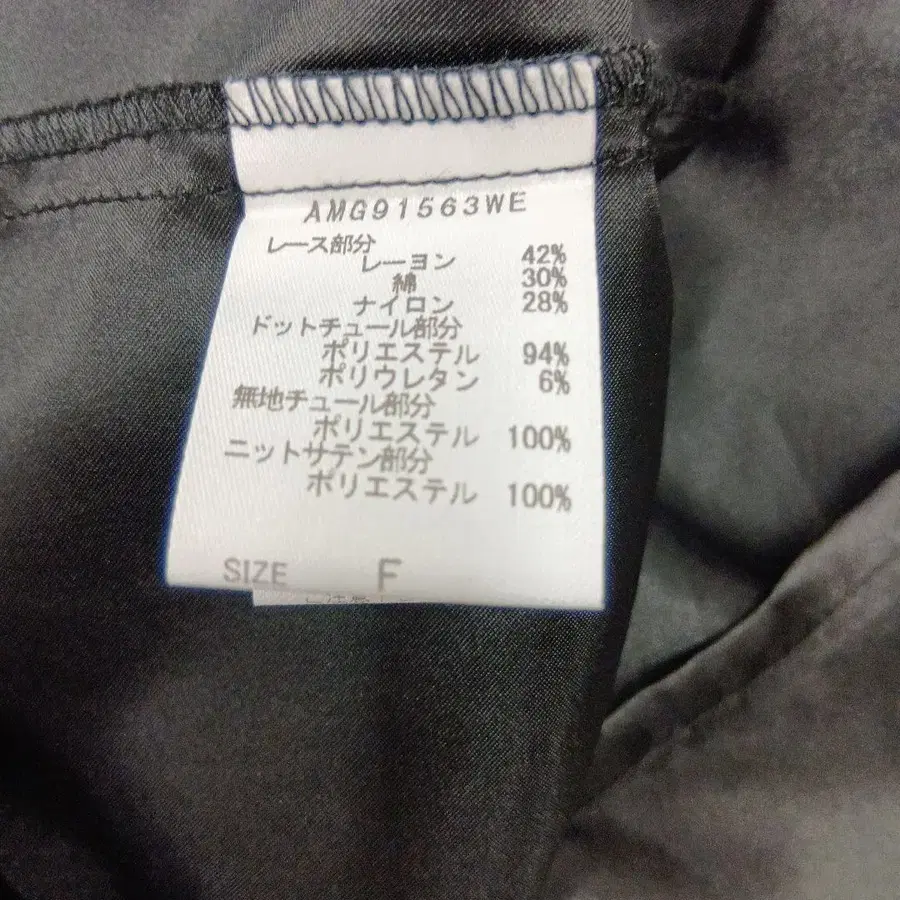 AMG91563WE
レース部分
レーヨン 42%
綿 30%
ナイロン 28%
ドットチュール部分
ポリエステル 94%
ポリウレタン 6%
無地チュール部分
ポリエステル 100%
ニットサテン部分
ポリエステル 100%
SIZE F